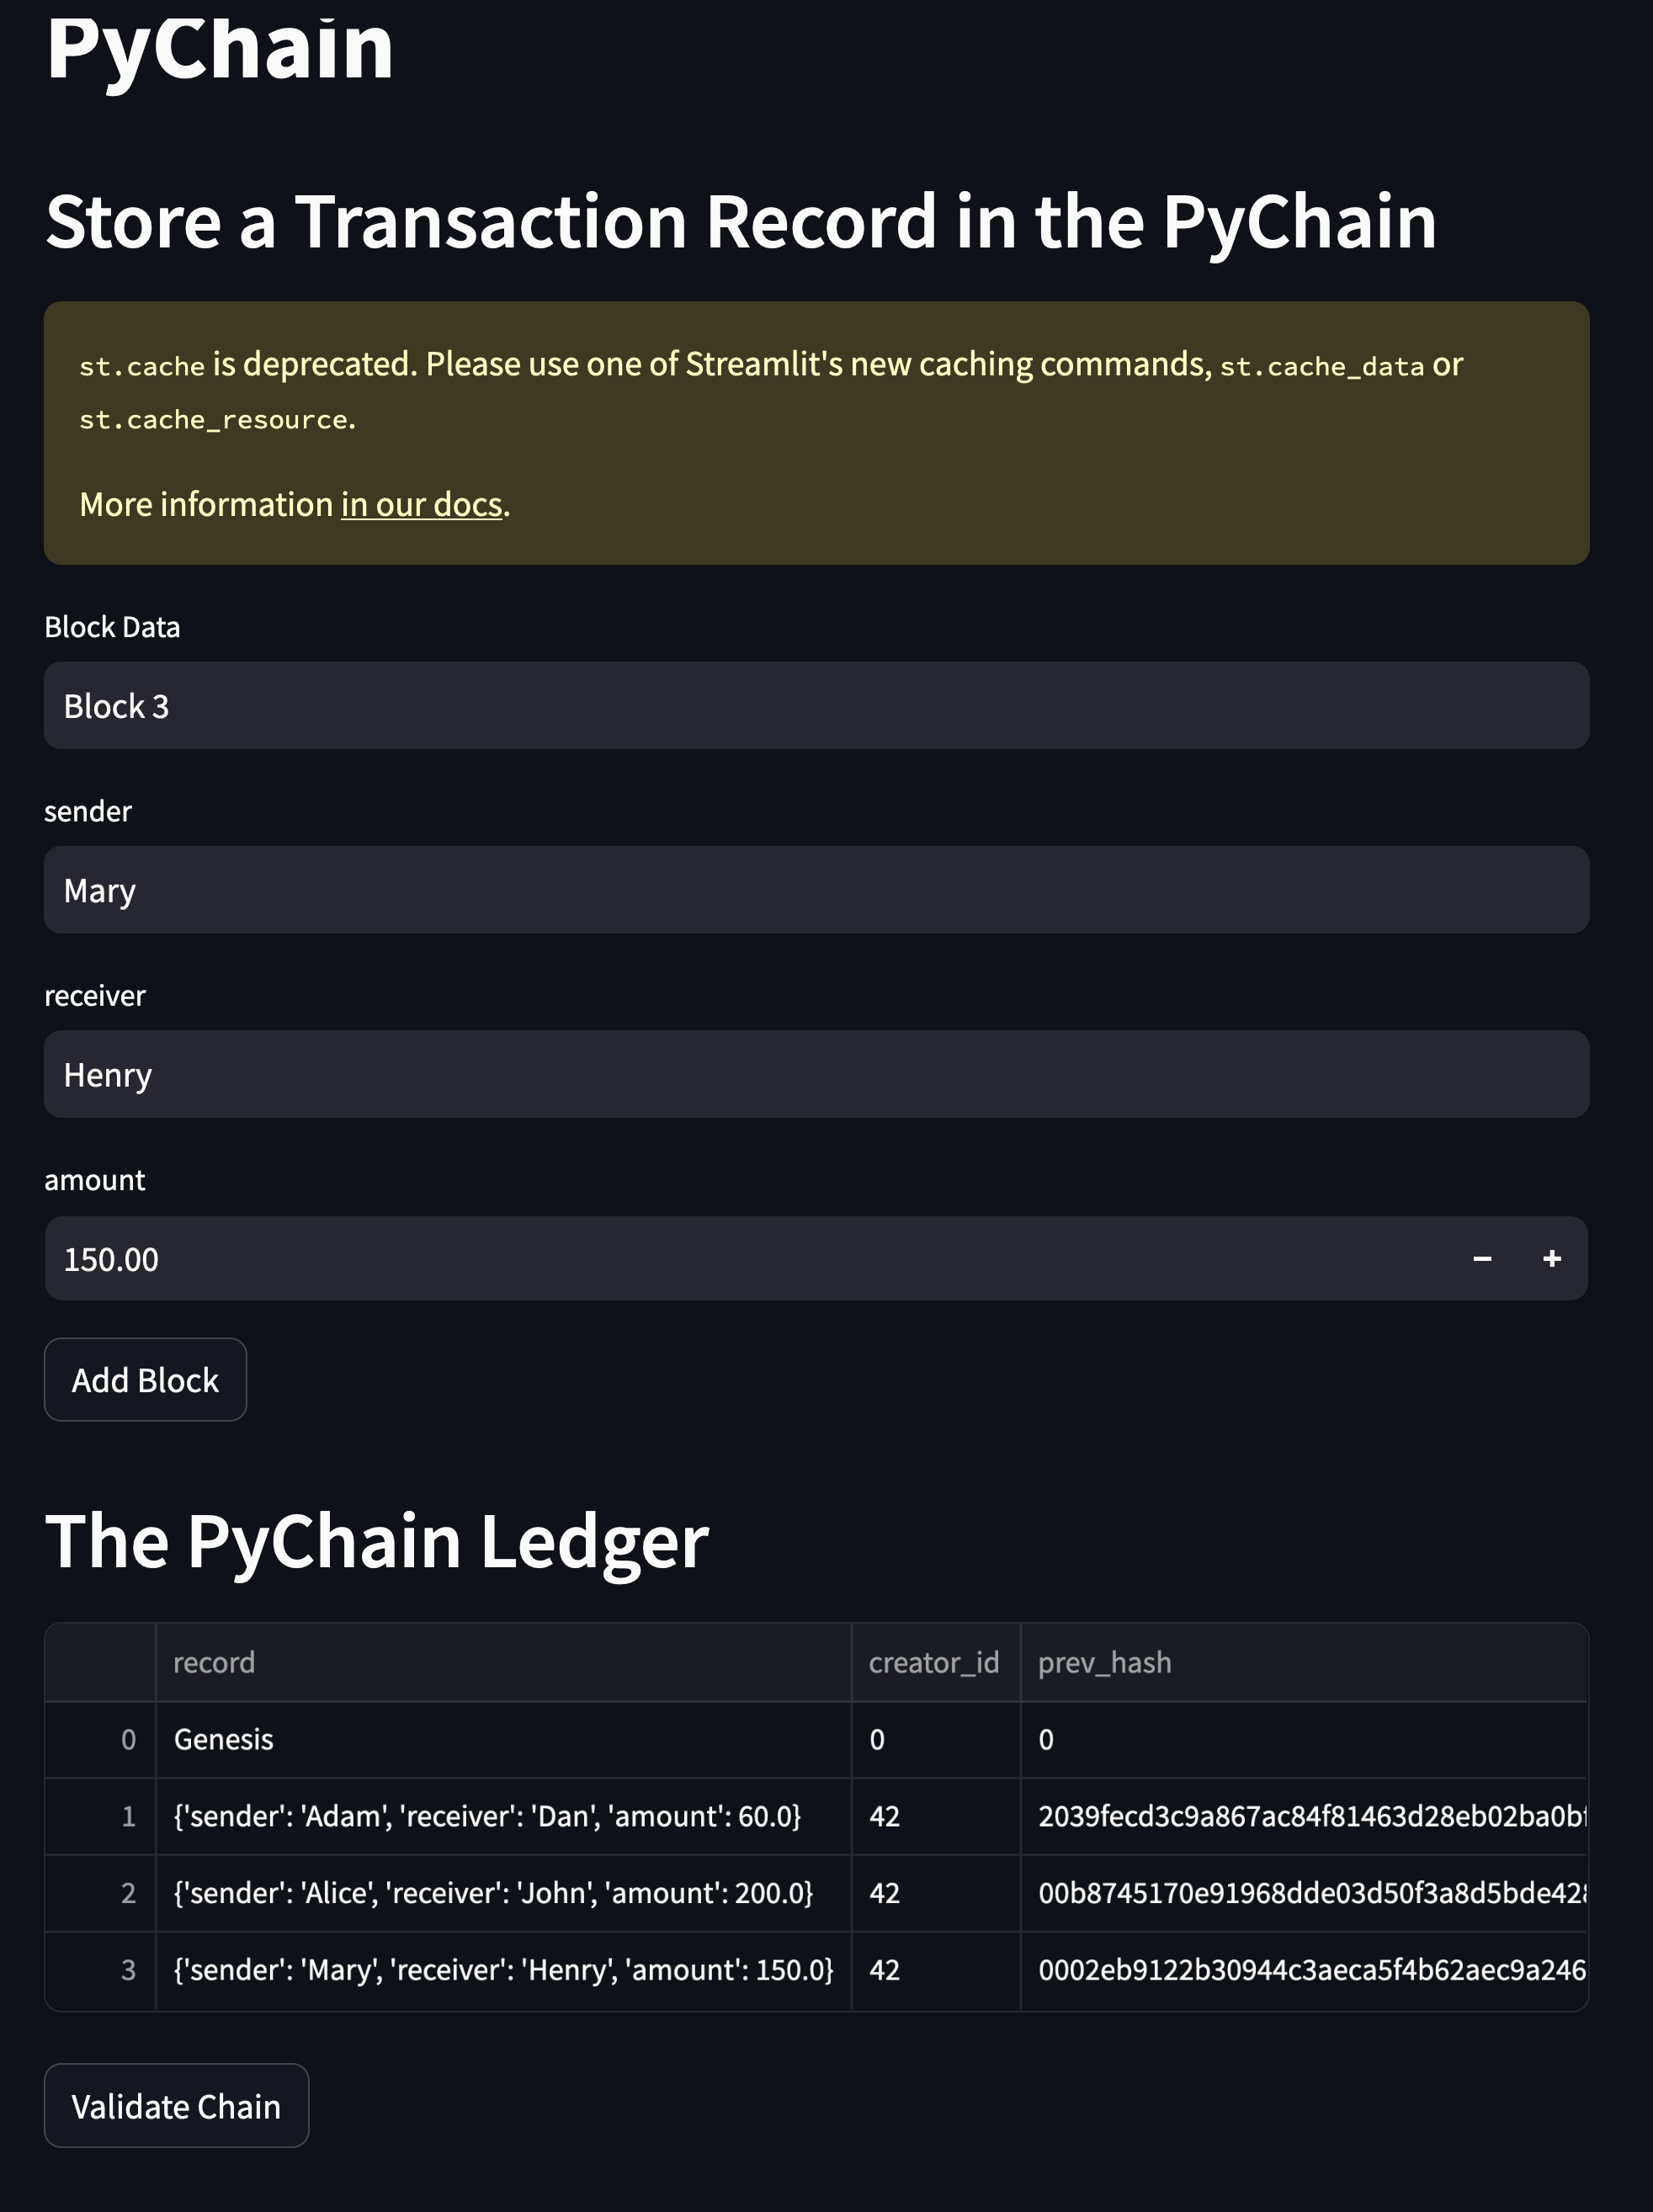 PyChain
Store a Transaction Record in the PyChain
st.cache is deprecated. Please use one of Streamlit's new caching commands, st.cache_data or
st.cache_resource.
More information in our docs.
Block Data
Block 3
sender
Mary
receiver
Henry
amount
150.00 − +
Add Block
The PyChain Ledger
record creator_id prev_hash
0 Genesis 0 0
1 {'sender': 'Adam', 'receiver': 'Dan', 'amount': 60.0} 42 2039fecd3c9a867ac84f81463d28eb02ba0b
2 {'sender': 'Alice', 'receiver': 'John', 'amount': 200.0} 42 00b8745170e91968dde03d50f3a8d5bde42
3 {'sender': 'Mary', 'receiver': 'Henry', 'amount': 150.0} 42 0002eb9122b30944c3aeca5f4b62aec9a246
Validate Chain